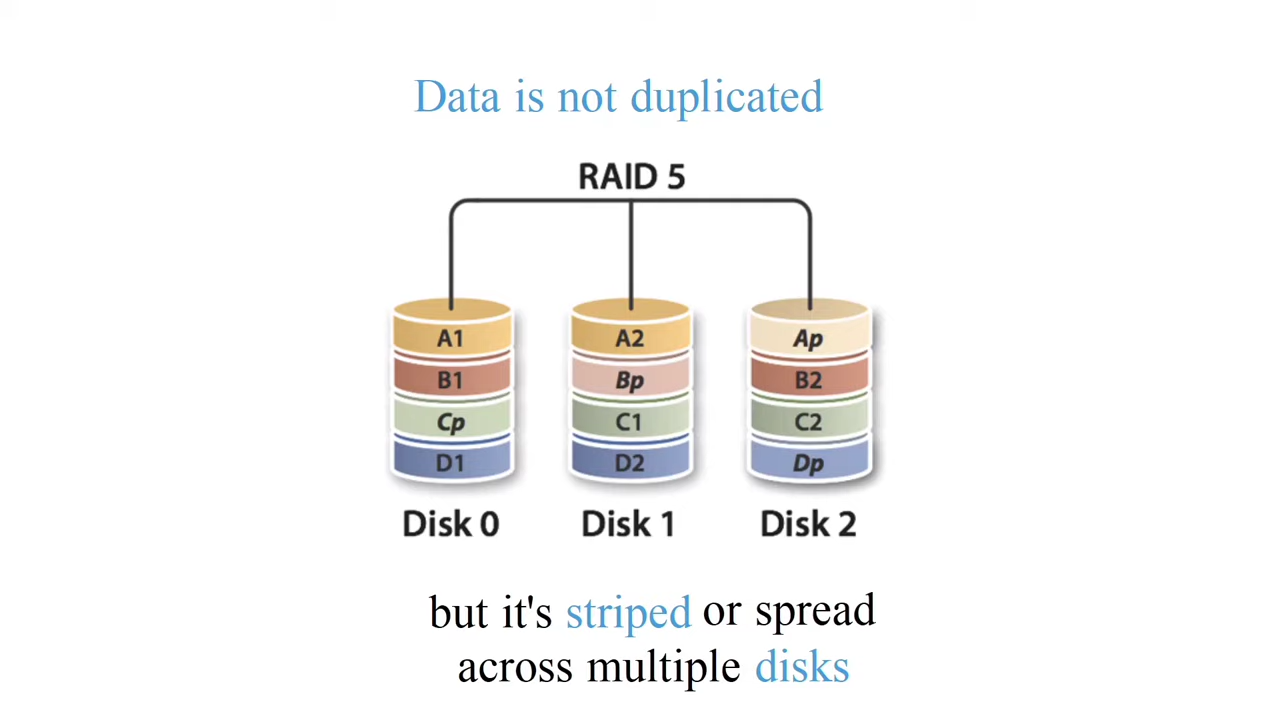 Data is not duplicated
RAID 5
A1 A2 Ap
B1 Bp B2
Cp C1 C2
D1 D2 Dp
Disk 0 Disk 1 Disk 2
but it's striped or spread
across multiple disks